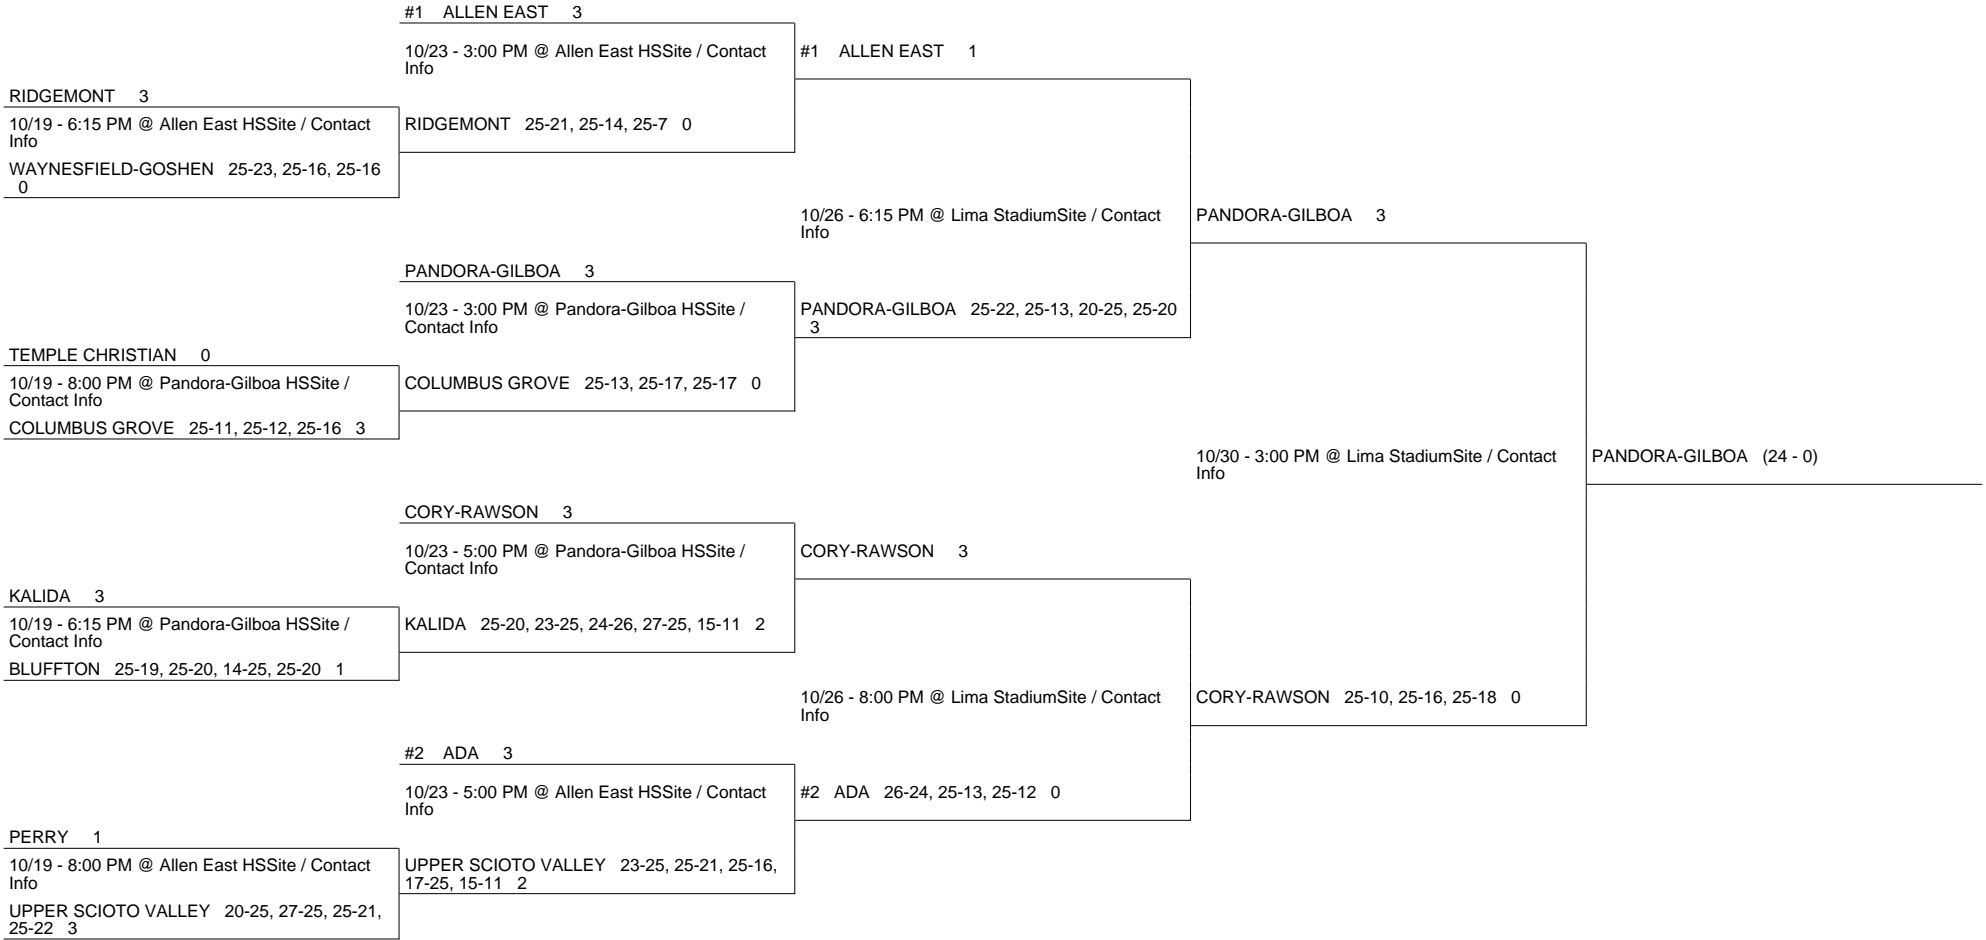 #1 ALLEN EAST 3
10/23 - 3:00 PM @ Allen East HSSite / Contact
Info
#1 ALLEN EAST 1
RIDGEMONT 3
10/19 - 6:15 PM @ Allen East HSSite / Contact
Info
RIDGEMONT 25-21, 25-14, 25-7 0
WAYNESFIELD-GOSHEN 25-23, 25-16, 25-16
0
10/26 - 6:15 PM @ Lima StadiumSite / Contact
Info
PANDORA-GILBOA 3
PANDORA-GILBOA 3
10/23 - 3:00 PM @ Pandora-Gilboa HSSite /
Contact Info
PANDORA-GILBOA 25-22, 25-13, 20-25, 25-20
3
TEMPLE CHRISTIAN 0
10/19 - 8:00 PM @ Pandora-Gilboa HSSite /
Contact Info
COLUMBUS GROVE 25-13, 25-17, 25-17 0
COLUMBUS GROVE 25-11, 25-12, 25-16 3
10/30 - 3:00 PM @ Lima StadiumSite / Contact
Info
PANDORA-GILBOA (24 - 0)
CORY-RAWSON 3
10/23 - 5:00 PM @ Pandora-Gilboa HSSite /
Contact Info
CORY-RAWSON 3
KALIDA 3
10/19 - 6:15 PM @ Pandora-Gilboa HSSite /
Contact Info
KALIDA 25-20, 23-25, 24-26, 27-25, 15-11 2
BLUFFTON 25-19, 25-20, 14-25, 25-20 1
10/26 - 8:00 PM @ Lima StadiumSite / Contact
Info
CORY-RAWSON 25-10, 25-16, 25-18 0
#2 ADA 3
10/23 - 5:00 PM @ Allen East HSSite / Contact
Info
#2 ADA 26-24, 25-13, 25-12 0
PERRY 1
10/19 - 8:00 PM @ Allen East HSSite / Contact
Info
UPPER SCIOTO VALLEY 23-25, 25-21, 25-16,
17-25, 15-11 2
UPPER SCIOTO VALLEY 20-25, 27-25, 25-21,
25-22 3